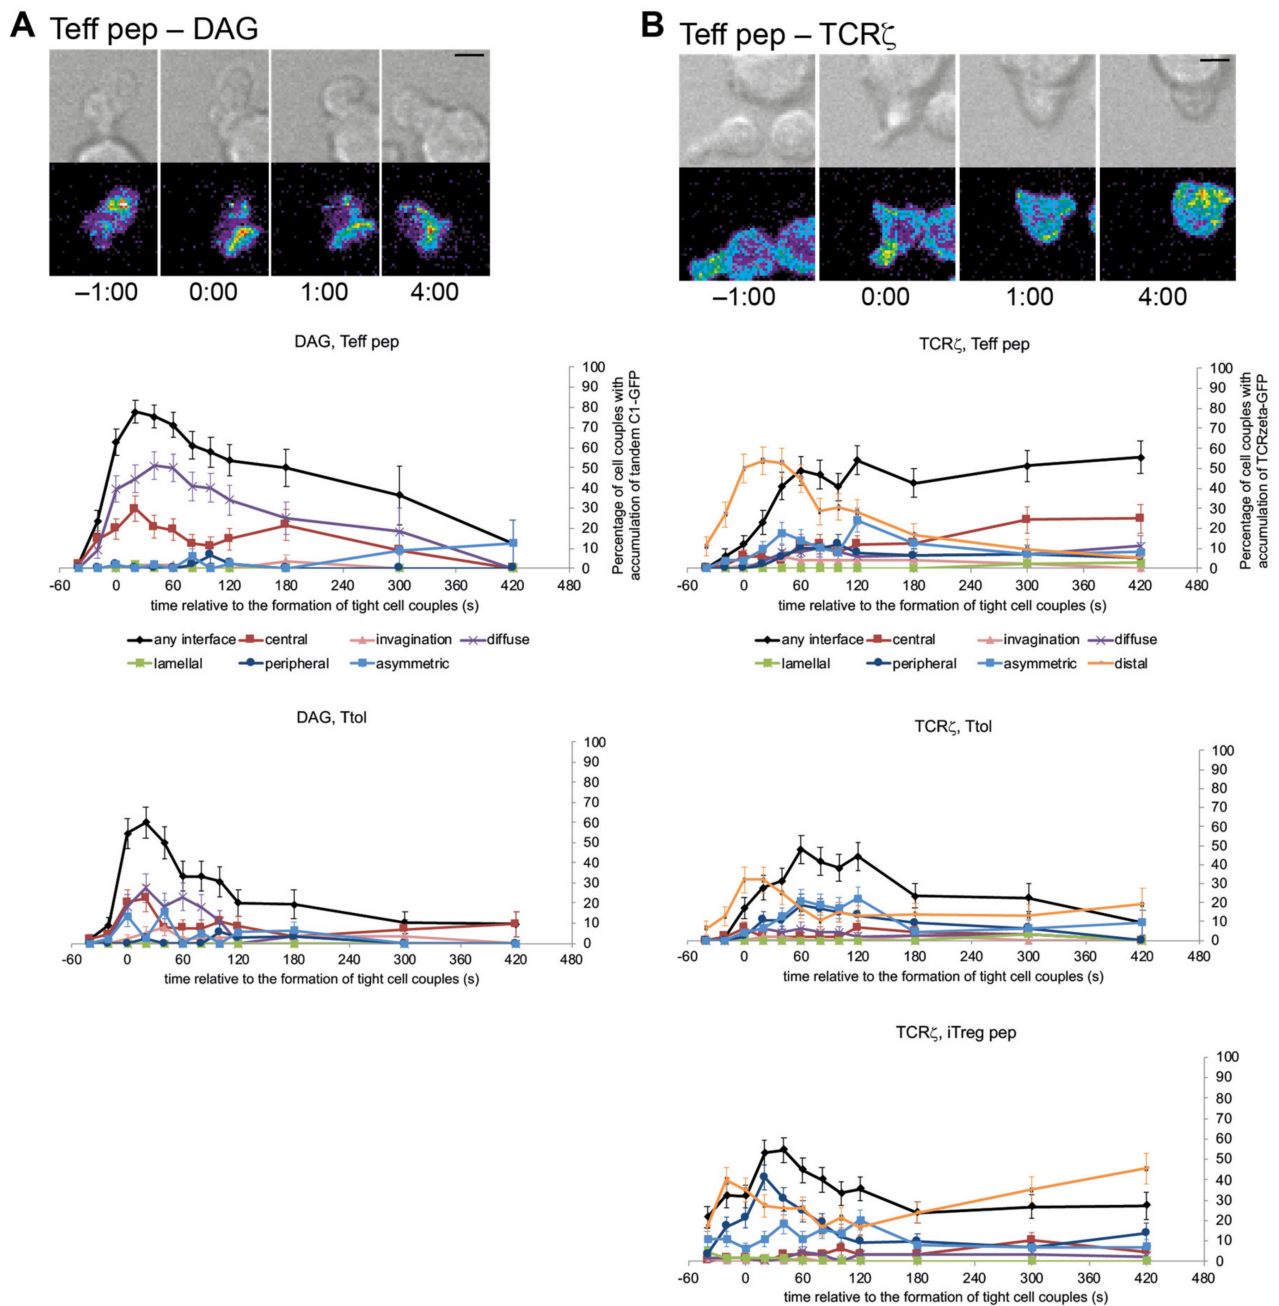 A Teff pep – DAG
–1:00 0:00 1:00 4:00
DAG, Teff pep
100
90
80
70
60
50
40
30
20
10
0
Percentage of cell couples with
accumulation of tandem C1-GFP
-60 0 60 120 180 240 300 360 420 480
time relative to the formation of tight cell couples (s)
any interface central invagination diffuse
lamellal peripheral asymmetric
DAG, Ttol
100
90
80
70
60
50
40
30
20
10
0
-60 0 60 120 180 240 300 360 420 480
time relative to the formation of tight cell couples (s)
B Teff pep – TCRζ
–1:00 0:00 1:00 4:00
TCRζ, Teff pep
100
90
80
70
60
50
40
30
20
10
0
Percentage of cell couples with
accumulation of TCRzeta-GFP
-60 0 60 120 180 240 300 360 420 480
time relative to the formation of tight cell couples (s)
any interface central invagination diffuse
lamellal peripheral asymmetric distal
TCRζ, Ttol
100
90
80
70
60
50
40
30
20
10
0
-60 0 60 120 180 240 300 360 420 480
time relative to the formation of tight cell couples (s)
TCRζ, iTreg pep
100
90
80
70
60
50
40
30
20
10
0
-60 0 60 120 180 240 300 360 420 480
time relative to the formation of tight cell couples (s)